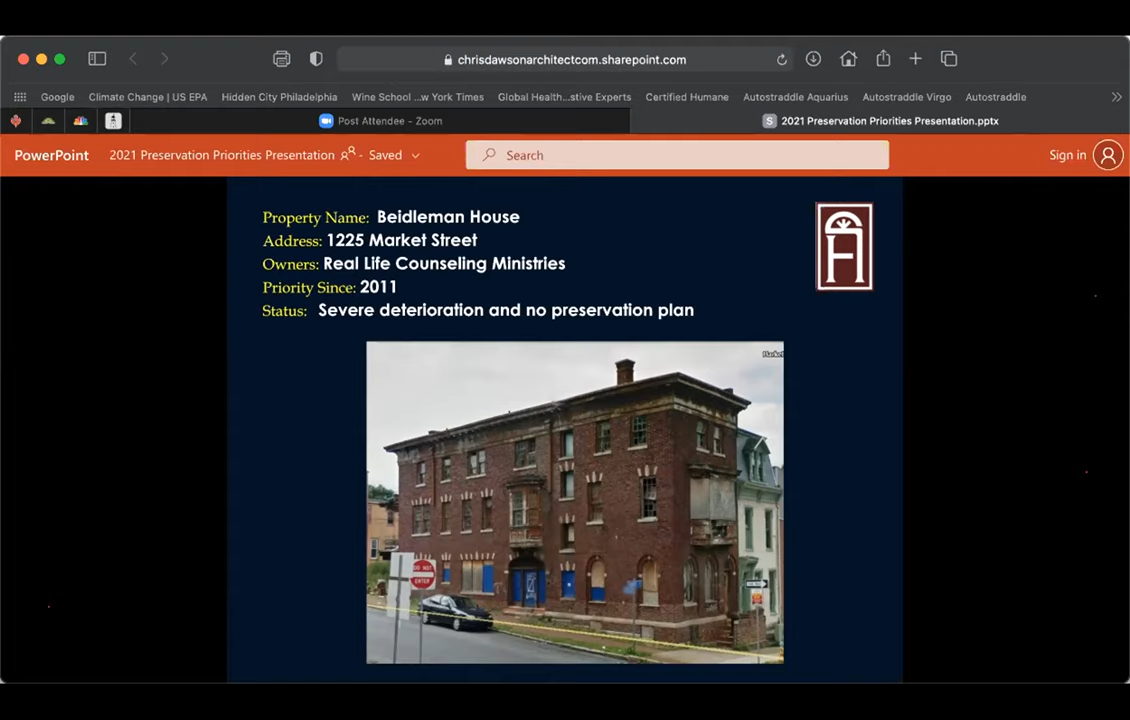 chrisdawsonarchitectcom.sharepoint.com
Google Climate Change | US EPA Hidden City Philadelphia Wine School ...w York Times Global Health...stive Experts Certified Humane Autostraddle Aquarius Autostraddle Virgo Autostraddle
Post Attendee - Zoom S 2021 Preservation Priorities Presentation.pptx
PowerPoint 2021 Preservation Priorities Presentation - Saved Search Sign in
Property Name: Beidleman House
Address: 1225 Market Street
Owners: Real Life Counseling Ministries
Priority Since: 2011
Status: Severe deterioration and no preservation plan
Market
DO NOT
ENTER